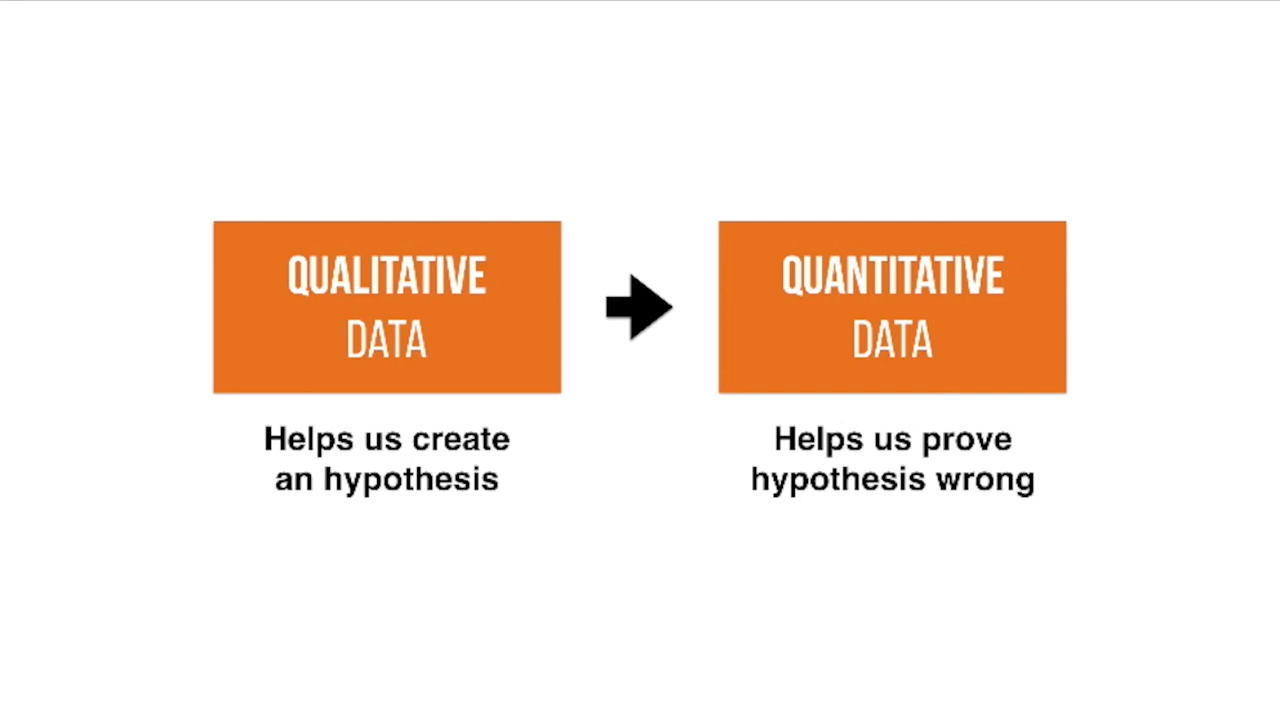 QUALITATIVE
DATA
Helps us create
an hypothesis
QUANTITATIVE
DATA
Helps us prove
hypothesis wrong